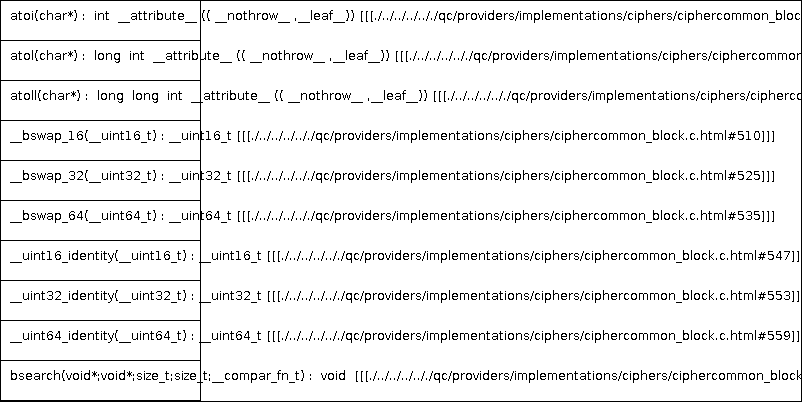 atoi(char*) : int __attribute__ (( __nothrow__ ,__leaf__)) [[[./../../../././qc/providers/implementations/ciphers/ciphercommon_bloc
atol(char*) : long int __attribute__ (( __nothrow__ ,__leaf__)) [[[./../../../././qc/providers/implementations/ciphers/ciphercommon_
atoll(char*) : long long int __attribute__ (( __nothrow__ ,__leaf__)) [[[./../../../././qc/providers/implementations/ciphers/cipherco
__bswap_16(__uint16_t) : __uint16_t [[[./../../../././qc/providers/implementations/ciphers/ciphercommon_block.c.html#510]]]
__bswap_32(__uint32_t) : __uint32_t [[[./../../../././qc/providers/implementations/ciphers/ciphercommon_block.c.html#525]]]
__bswap_64(__uint64_t) : __uint64_t [[[./../../../././qc/providers/implementations/ciphers/ciphercommon_block.c.html#535]]]
__uint16_identity(__uint16_t) : __uint16_t [[[./../../../././qc/providers/implementations/ciphers/ciphercommon_block.c.html#547]]
__uint32_identity(__uint32_t) : __uint32_t [[[./../../../././qc/providers/implementations/ciphers/ciphercommon_block.c.html#553]]
__uint64_identity(__uint64_t) : __uint64_t [[[./../../../././qc/providers/implementations/ciphers/ciphercommon_block.c.html#559]]
bsearch(void*;void*;size_t;size_t;__compar_fn_t) : void [[[./../../../././qc/providers/implementations/ciphers/ciphercommon_block